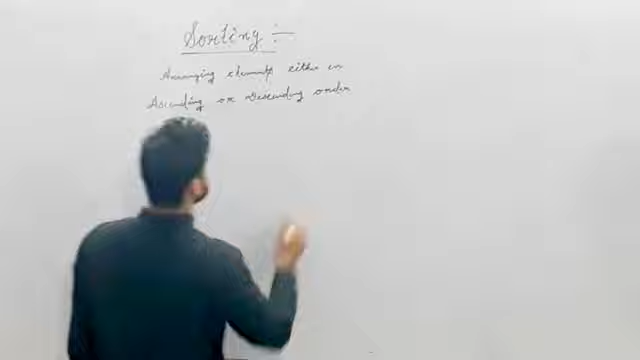 Sorting :-
Arranging elements either in
Ascending or Descending order